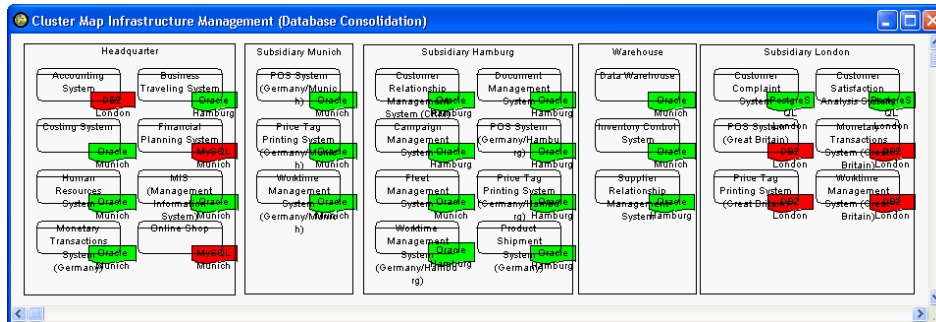 Cluster Map Infrastructure Management (Database Consolidation)
Headquarter
Accounting
System
DB2
London
Business
Traveling System
Oracle
Hamburg
Costing System
Oracle
Munich
Financial
Planning System
MySQL
Munich
Human
Resources
System
Oracle
Munich
MIS
(Management
Information
System)
Oracle
Munich
Monetary
Transactions
System
(Germany)
Oracle
Munich
Online Shop
MySQL
Munich
Subsidiary Munich
POS System
(Germany/Munic
h)
Oracle
Munich
Price Tag
Printing System
(Germany/Munic
h)
Oracle
Munich
Worktime
Management
System
(Germany/Munic
h)
Oracle
Munich
Subsidiary Hamburg
Customer
Relationship
Management
System (CRM)
Oracle
Hamburg
Document
Management
System
Oracle
Hamburg
Campaign
Management
System
Oracle
Hamburg
POS System
(Germany/Hambu
rg)
Oracle
Hamburg
Fleet
Management
System
Oracle
Munich
Price Tag
Printing System
(Germany/Hambu
rg)
Oracle
Hamburg
Worktime
Management
System
(Germany/Hambu
rg)
Oracle
Hamburg
Product
Shipment
System
Oracle
Hamburg
Warehouse
Data Warehouse
Oracle
Munich
Inventory Control
System
Oracle
Munich
Supplier
Relationship
Management
System
Oracle
Hamburg
Subsidiary London
Customer
Complaint
System
PostgreS
QL
London
Customer
Satisfaction
Analysis System
PostgreS
QL
London
POS System
(Great Britain)
DB2
London
Monetary
Transactions
System (Great
Britain)
DB2
London
Price Tag
Printing System
(Great Britain)
DB2
London
Worktime
Management
System (Great
Britain)
DB2
London